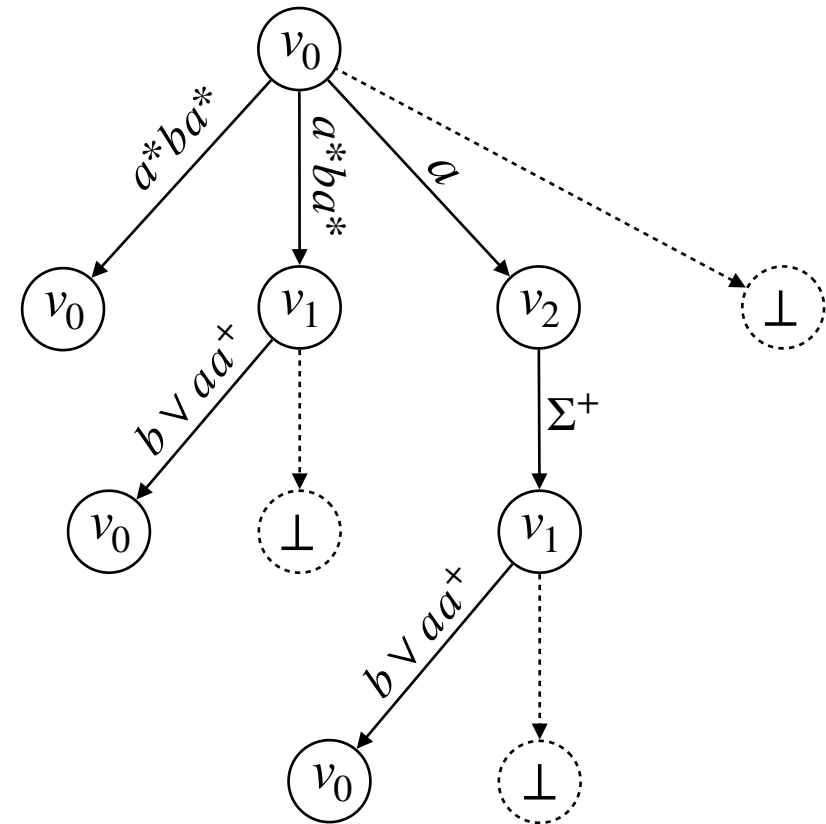 v₀
a*ba*
a*ba*
a
v₀
v₁
v₂
⊥
b ∨ aa⁺
Σ⁺
v₀
⊥
v₁
b ∨ aa⁺
v₀
⊥